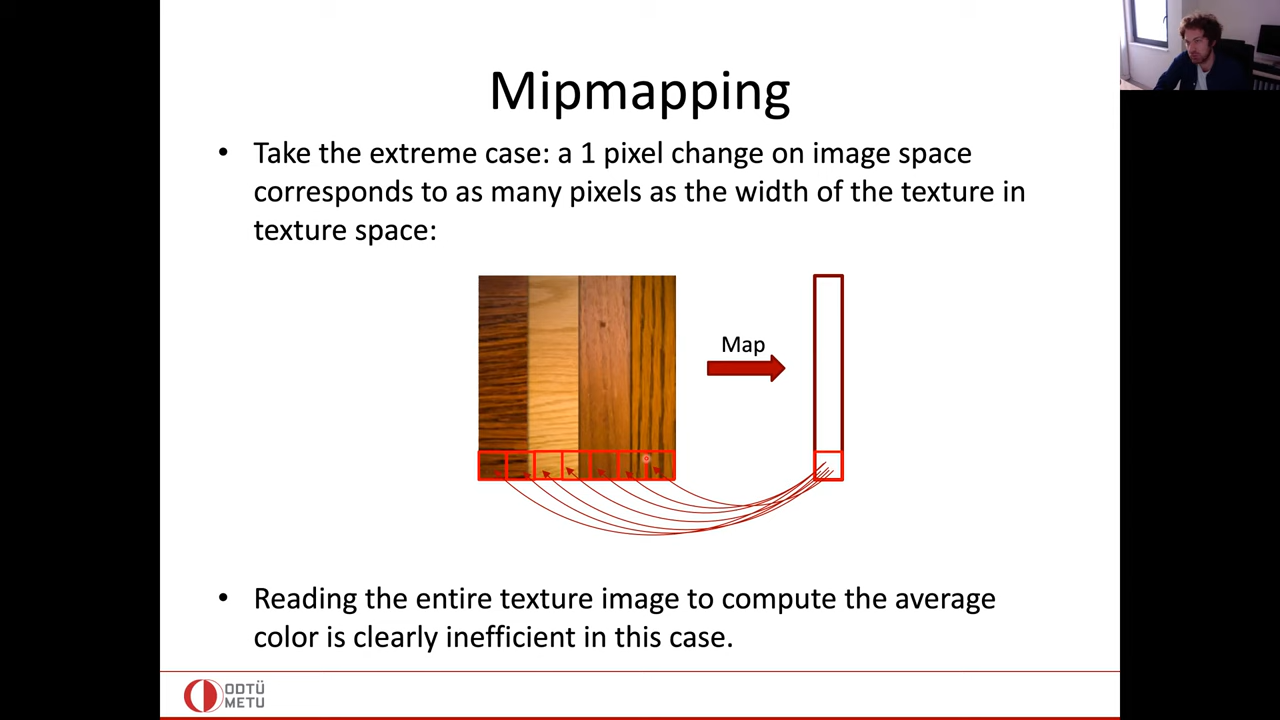 Mipmapping
• Take the extreme case: a 1 pixel change on image space
corresponds to as many pixels as the width of the texture in
texture space:
Map
• Reading the entire texture image to compute the average
color is clearly inefficient in this case.
ODTÜ
METU